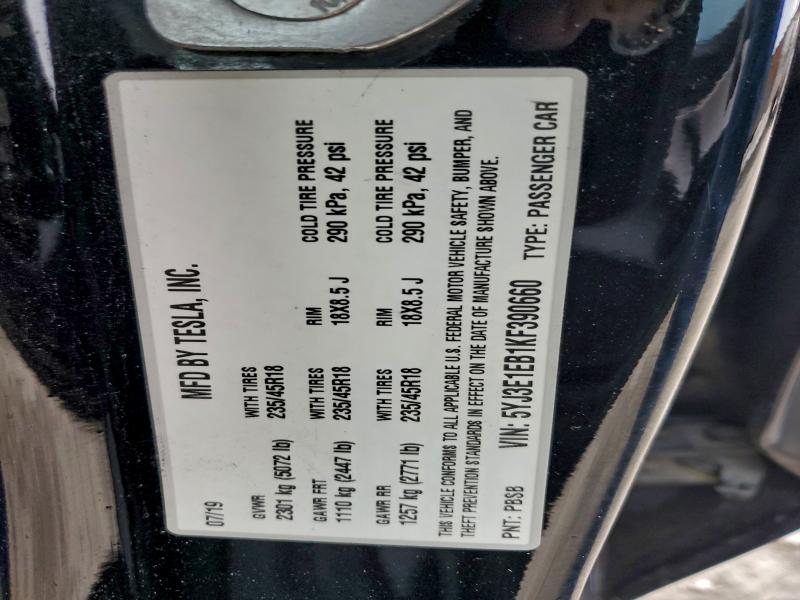 MFD BY TESLA, INC.
07/19
GVWR WITH TIRES
2301 kg (5072 lb) 235/45R18
GAWR FRT WITH TIRES RIM COLD TIRE PRESSURE
1110 kg (2447 lb) 235/45R18 18X8.5 J 290 kPa, 42 psi
GAWR RR WITH TIRES RIM COLD TIRE PRESSURE
1257 kg (2771 lb) 235/45R18 18X8.5 J 290 kPa, 42 psi
THIS VEHICLE CONFORMS TO ALL APPLICABLE U.S. FEDERAL MOTOR VEHICLE SAFETY, BUMPER, AND
THEFT PREVENTION STANDARDS IN EFFECT ON THE DATE OF MANUFACTURE SHOWN ABOVE.
PNT: PBSB VIN: 5YJ3E1EB1KF390660 TYPE: PASSENGER CAR